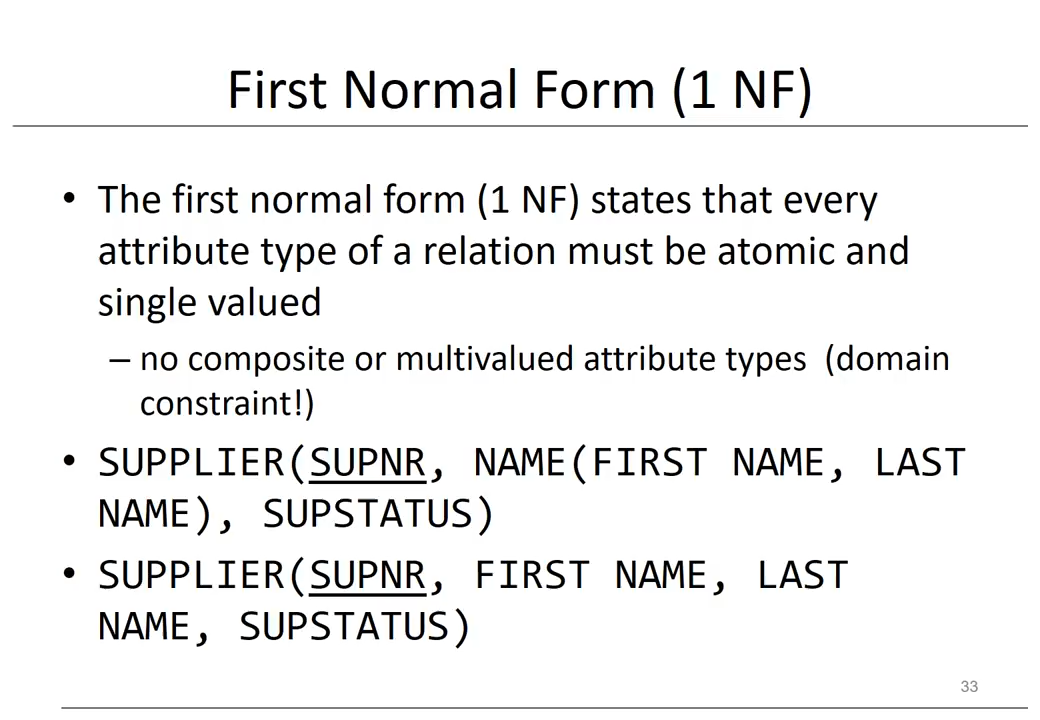 First Normal Form (1 NF)
• The first normal form (1 NF) states that every
attribute type of a relation must be atomic and
single valued
– no composite or multivalued attribute types (domain
constraint!)
• SUPPLIER(SUPNR, NAME(FIRST NAME, LAST
NAME), SUPSTATUS)
• SUPPLIER(SUPNR, FIRST NAME, LAST
NAME, SUPSTATUS)
33